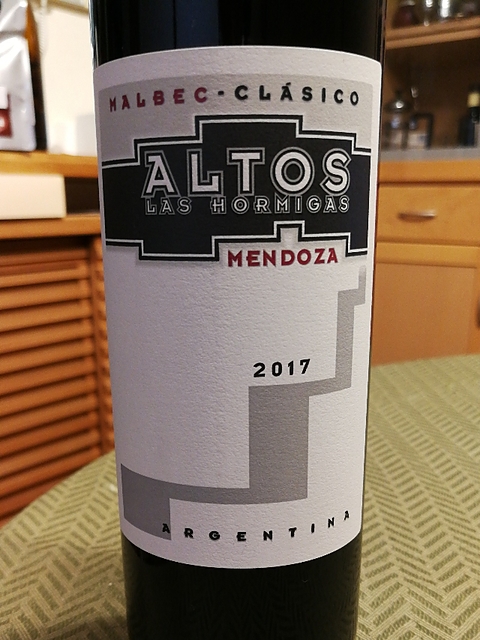 MALBEC-CLÁSICO
ALTOS
LAS HORMIGAS
MENDOZA
2017
ARGENTINA